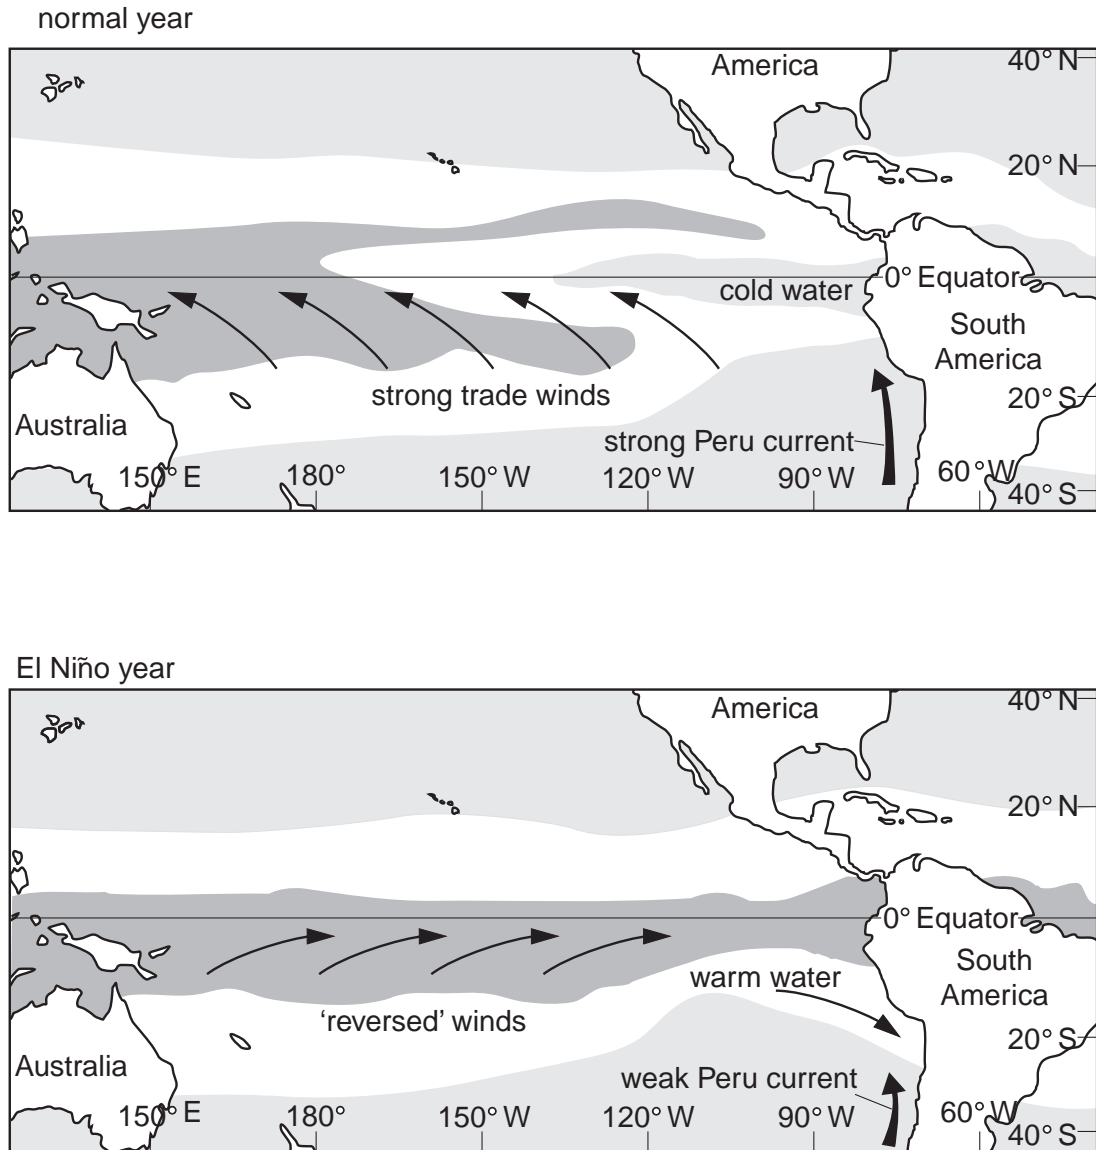 normal year
America
40° N
20° N
0° Equator
cold water
South
America
strong trade winds
20° S
Australia
strong Peru current
150° E
180°
150° W
120° W
90° W
60° W
40° S
El Niño year
America
40° N
20° N
0° Equator
South
America
warm water
‘reversed’ winds
20° S
Australia
weak Peru current
150° E
180°
150° W
120° W
90° W
60° W
40° S